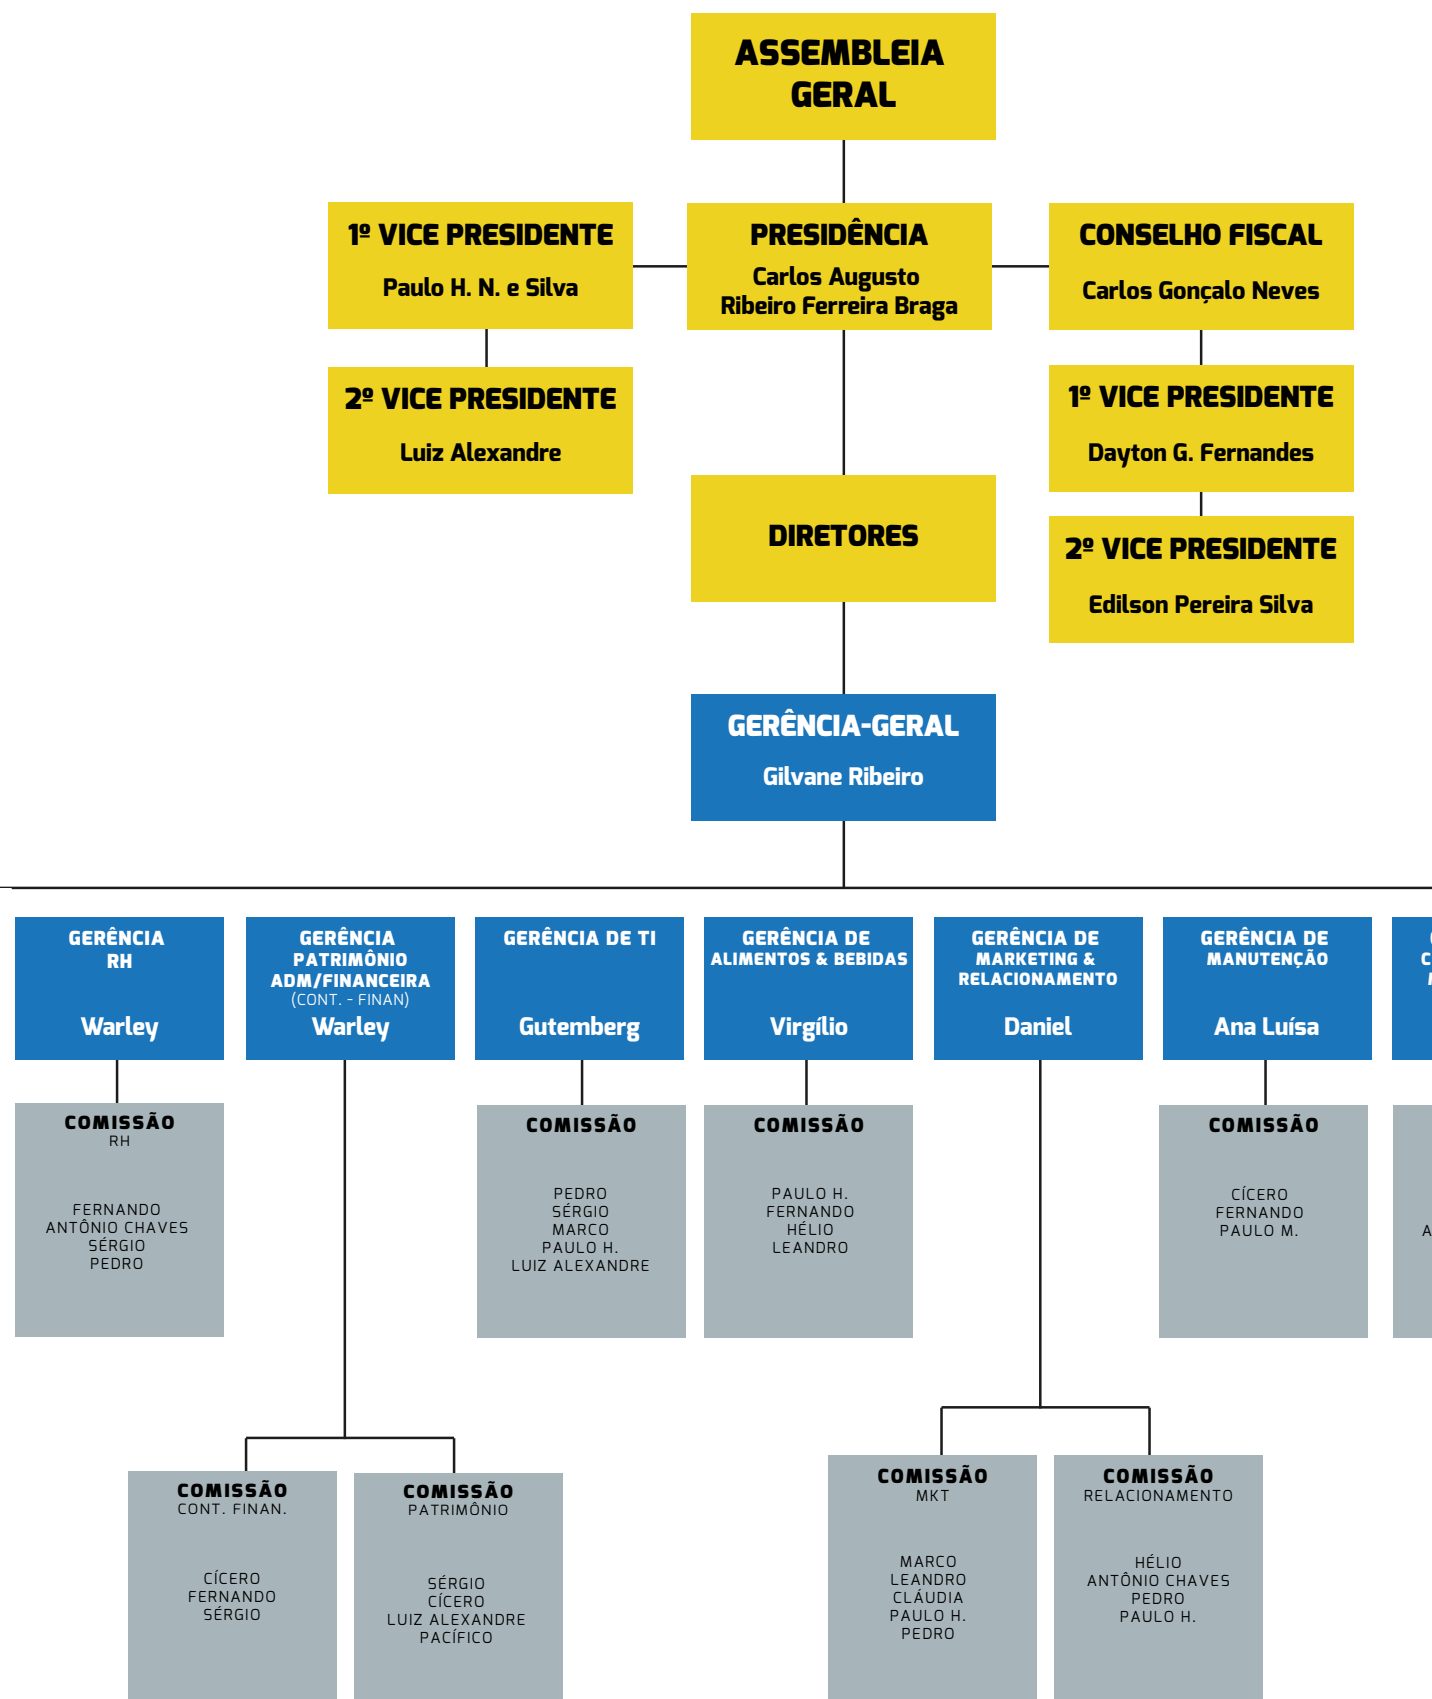 ASSEMBLEIA
GERAL
1º VICE PRESIDENTE
Paulo H. N. e Silva
PRESIDÊNCIA
Carlos Augusto
Ribeiro Ferreira Braga
CONSELHO FISCAL
Carlos Gonçalo Neves
2º VICE PRESIDENTE
Luiz Alexandre
1º VICE PRESIDENTE
Dayton G. Fernandes
DIRETORES
2º VICE PRESIDENTE
Edilson Pereira Silva
GERÊNCIA-GERAL
Gilvane Ribeiro
GERÊNCIA
RH
Warley
GERÊNCIA
PATRIMÔNIO
ADM/FINANCEIRA
(CONT. - FINAN)
Warley
GERÊNCIA DE TI
Gutemberg
GERÊNCIA DE
ALIMENTOS & BEBIDAS
Virgílio
GERÊNCIA DE
MARKETING &
RELACIONAMENTO
Daniel
GERÊNCIA DE
MANUTENÇÃO
Ana Luísa
COMISSÃO
RH
FERNANDO
ANTÔNIO CHAVES
SÉRGIO
PEDRO
COMISSÃO
PEDRO
SÉRGIO
MARCO
PAULO H.
LUIZ ALEXANDRE
COMISSÃO
PAULO H.
FERNANDO
HÉLIO
LEANDRO
COMISSÃO
CÍCERO
FERNANDO
PAULO M.
COMISSÃO
CONT. FINAN.
CÍCERO
FERNANDO
SÉRGIO
COMISSÃO
PATRIMÔNIO
SÉRGIO
CÍCERO
LUIZ ALEXANDRE
PACÍFICO
COMISSÃO
MKT
MARCO
LEANDRO
CLÁUDIA
PAULO H.
PEDRO
COMISSÃO
RELACIONAMENTO
HÉLIO
ANTÔNIO CHAVES
PEDRO
PAULO H.